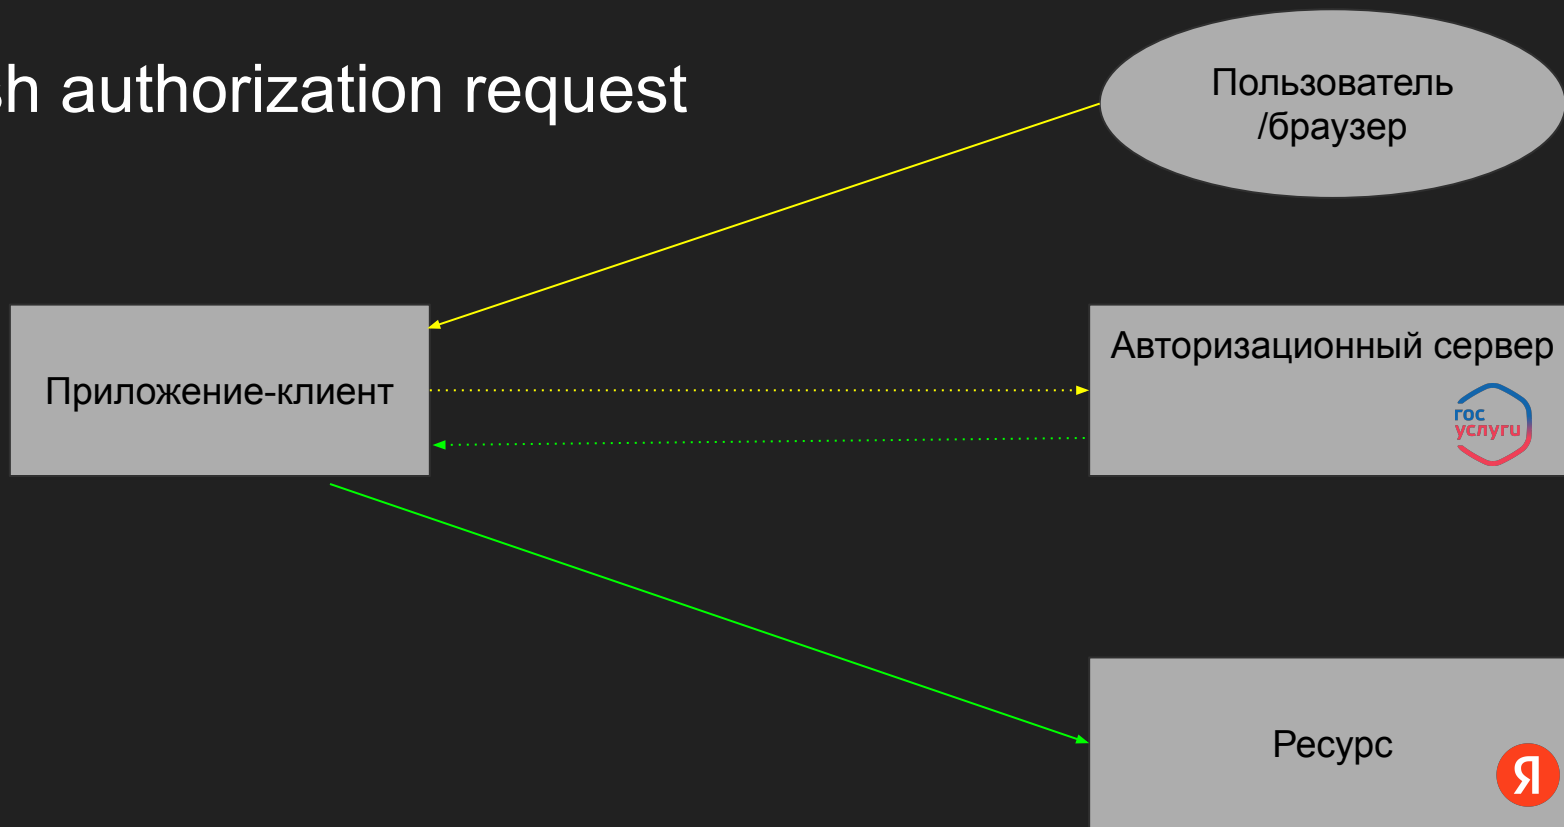 h authorization request
Пользователь
/браузер
Приложение-клиент
Авторизационный сервер
гос
услуги
Ресурс
Я